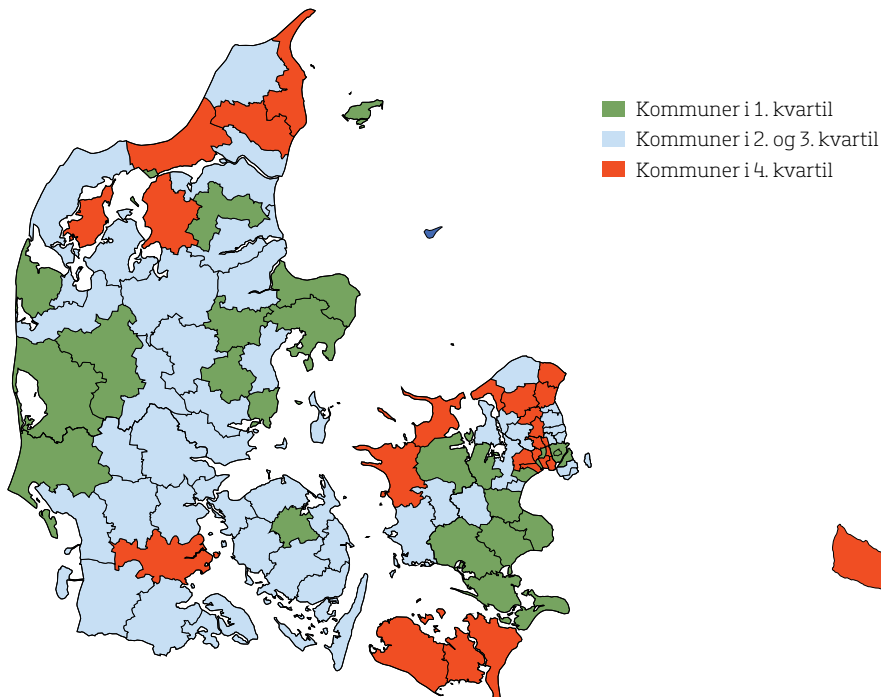 Kommuner i 1. kvartil
Kommuner i 2. og 3. kvartil
Kommuner i 4. kvartil